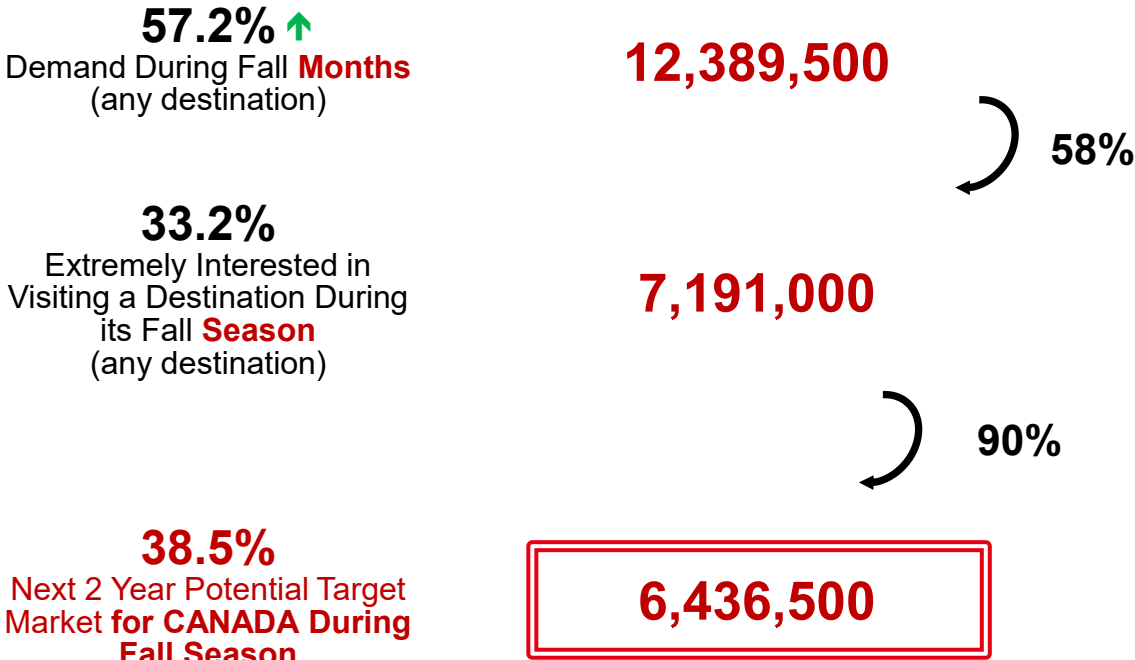 57.2%
Demand During Fall Months
(any destination)
12,389,500
58%
33.2%
Extremely Interested in
Visiting a Destination During
its Fall Season
(any destination)
7,191,000
90%
38.5%
Next 2 Year Potential Target
Market for CANADA During
Fall Season
6,436,500